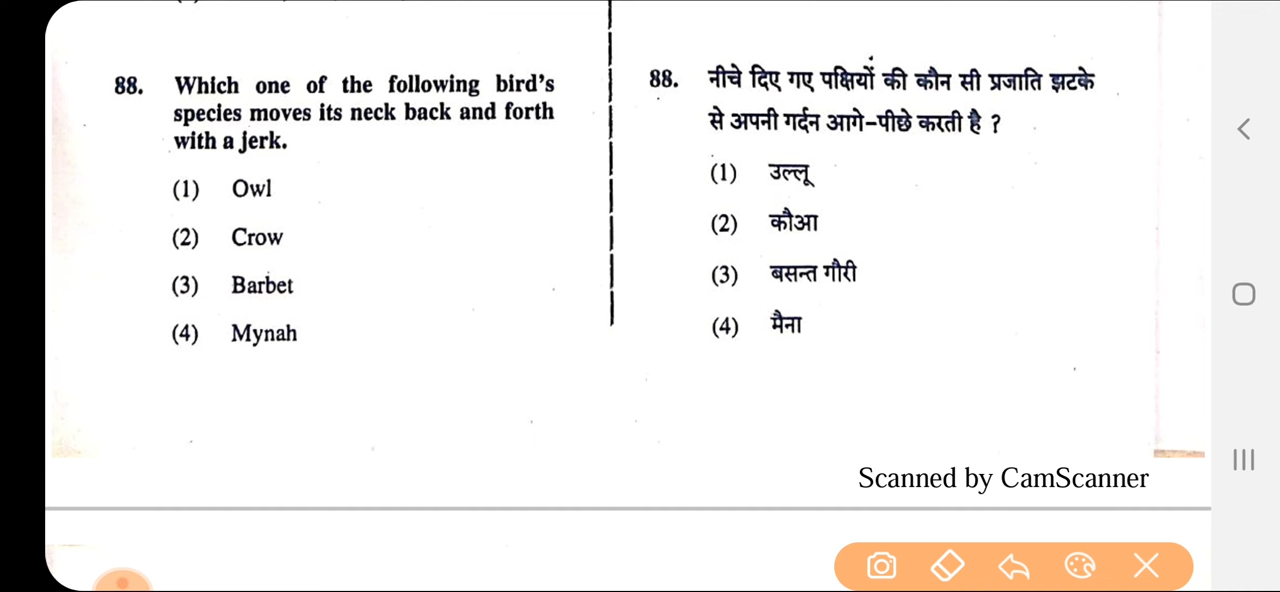 88. Which one of the following bird's
species moves its neck back and forth
with a jerk.
(1) Owl
(2) Crow
(3) Barbet
(4) Mynah
88. नीचे दिए गए पक्षियों की कौन सी प्रजाति झटके
से अपनी गर्दन आगे-पीछे करती है ?
(1) उल्लू
(2) कौआ
(3) बसन्त गौरी
(4) मैना
Scanned by CamScanner